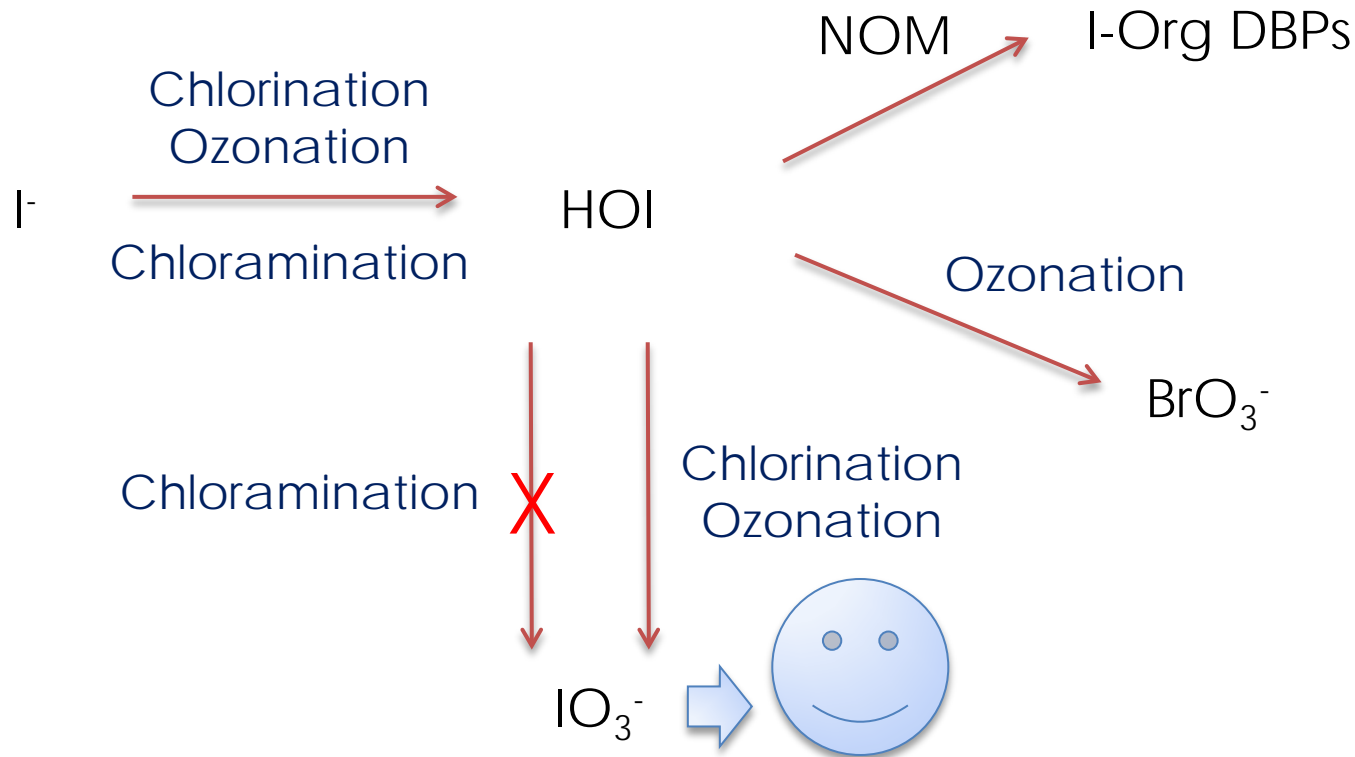 NOM
I-Org DBPs
Chlorination
Ozonation
I⁻
HOI
Chloramination
Ozonation
BrO₃⁻
Chloramination
X
Chlorination
Ozonation
IO₃⁻